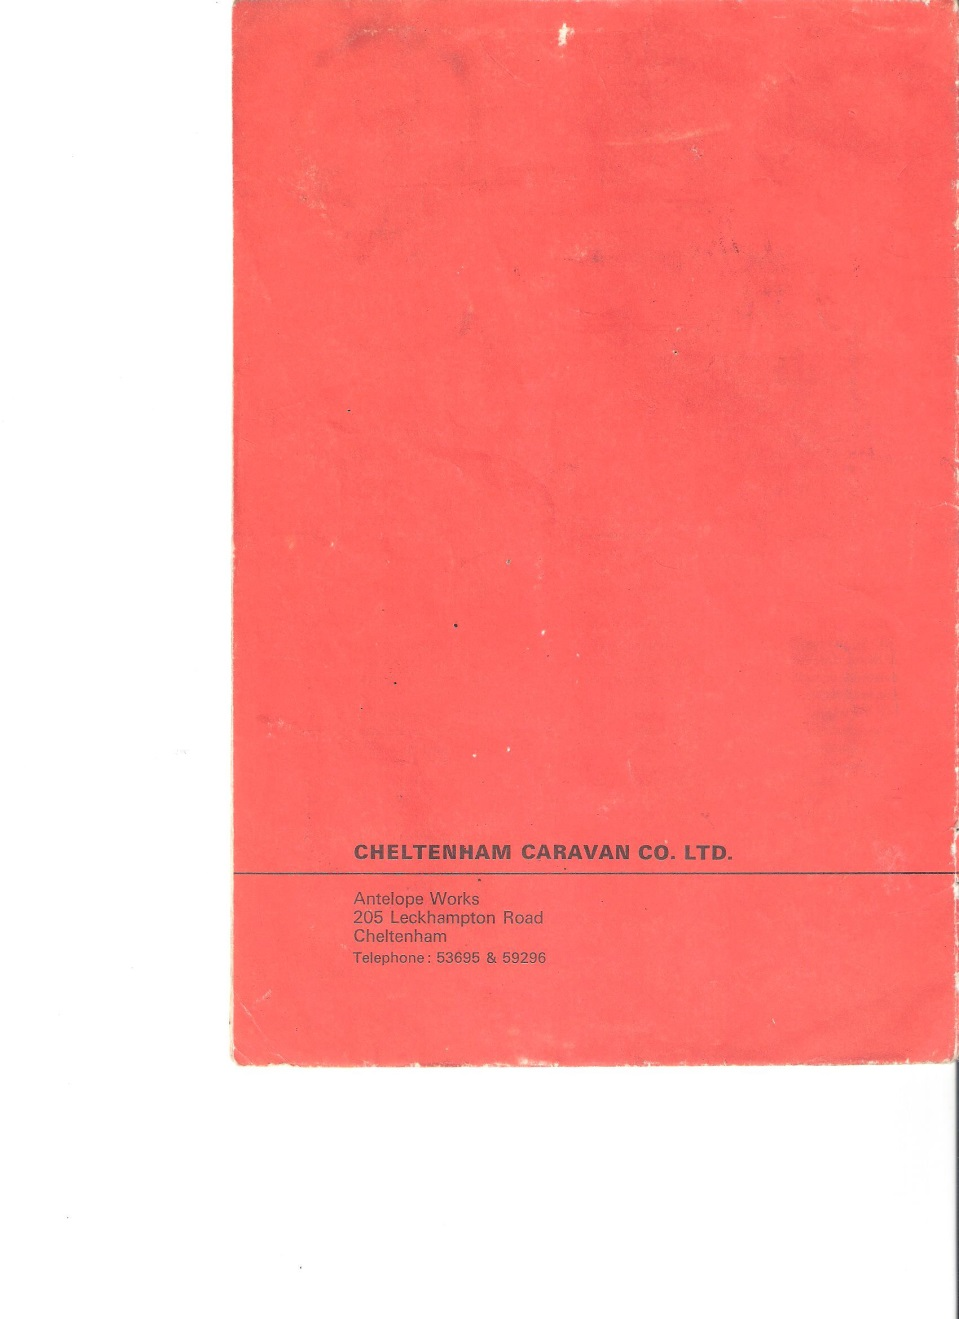 CHELTENHAM CARAVAN CO. LTD.
Antelope Works
205 Leckhampton Road
Cheltenham
Telephone: 53695 & 59296